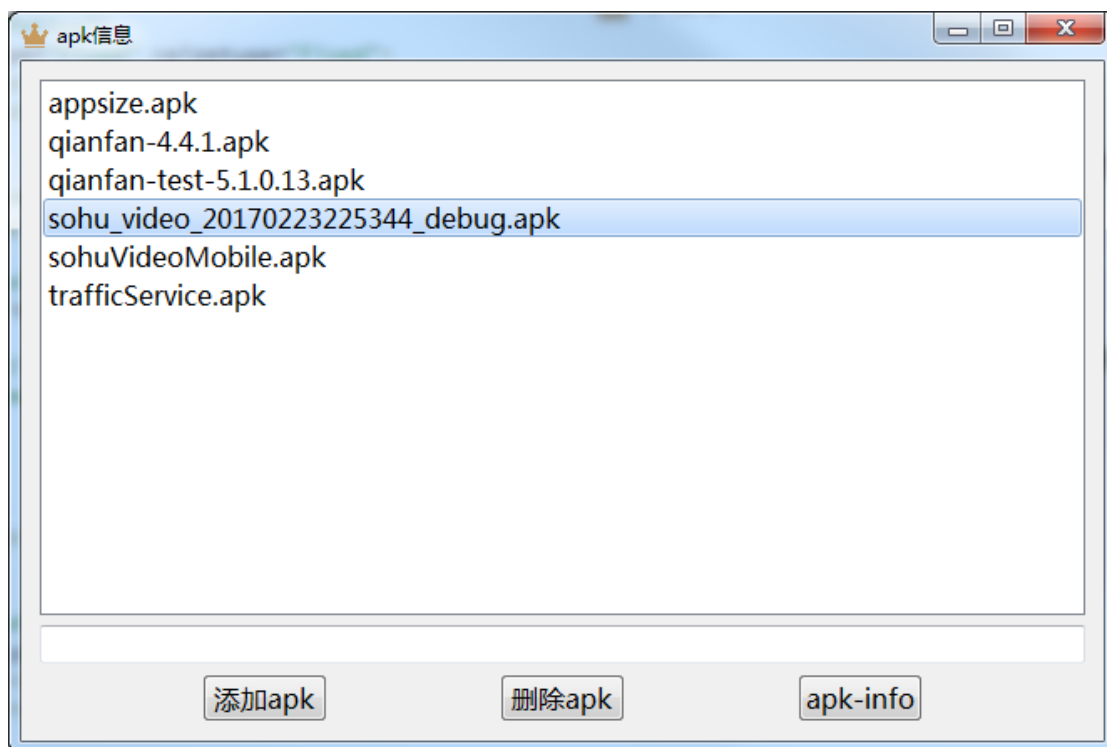 apk信息
appsize.apk
qianfan-4.4.1.apk
qianfan-test-5.1.0.13.apk
sohu_video_20170223225344_debug.apk
sohuVideoMobile.apk
trafficService.apk
添加apk 删除apk apk-info